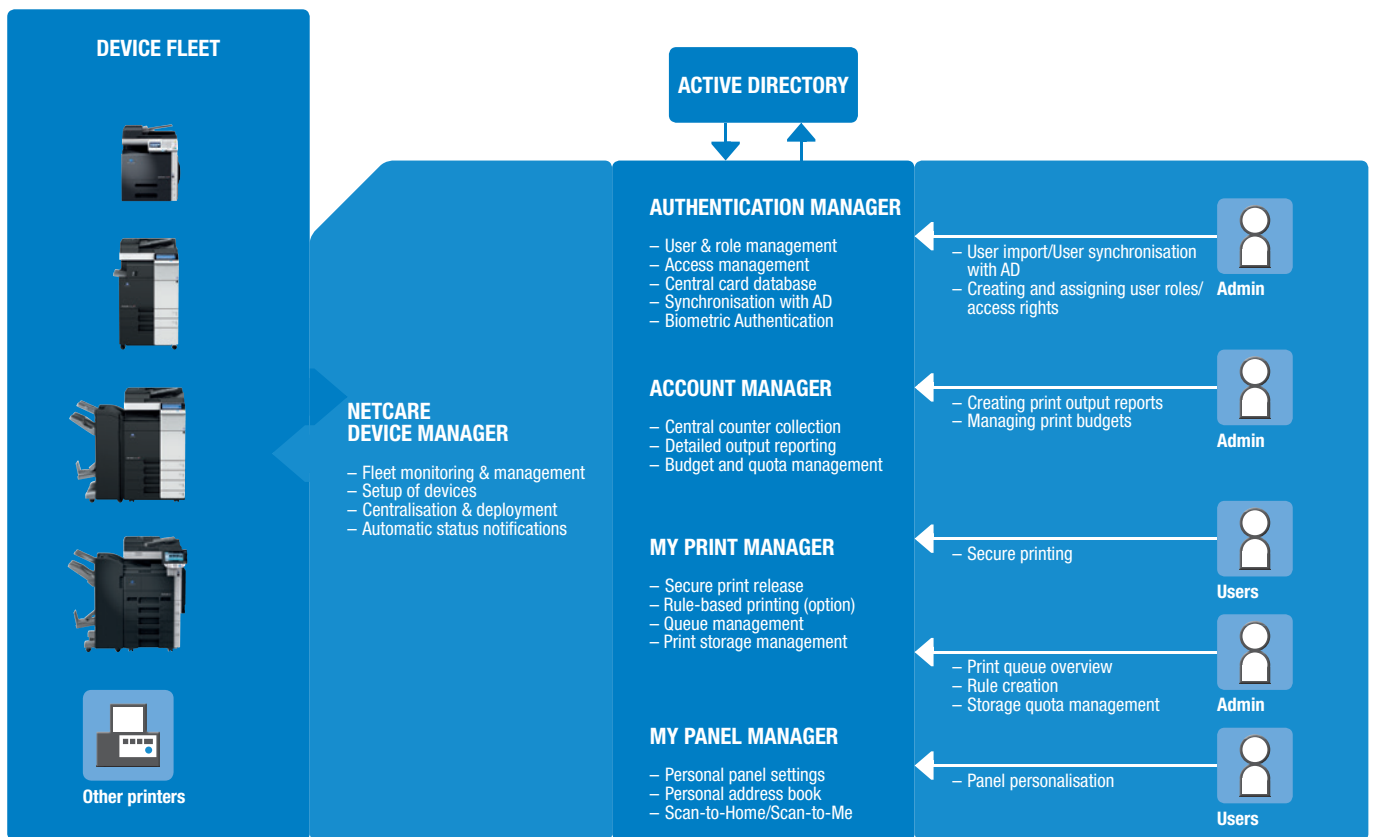 DEVICE FLEET
Other printers
NETCARE
DEVICE MANAGER
– Fleet monitoring & management
– Setup of devices
– Centralisation & deployment
– Automatic status notifications
ACTIVE DIRECTORY
AUTHENTICATION MANAGER
– User & role management
– Access management
– Central card database
– Synchronisation with AD
– Biometric Authentication
ACCOUNT MANAGER
– Central counter collection
– Detailed output reporting
– Budget and quota management
MY PRINT MANAGER
– Secure print release
– Rule-based printing (option)
– Queue management
– Print storage management
MY PANEL MANAGER
– Personal panel settings
– Personal address book
– Scan-to-Home/Scan-to-Me
– User import/User synchronisation
with AD
– Creating and assigning user roles/
access rights
Admin
– Creating print output reports
– Managing print budgets
Admin
– Secure printing
Users
– Print queue overview
– Rule creation
– Storage quota management
Admin
– Panel personalisation
Users